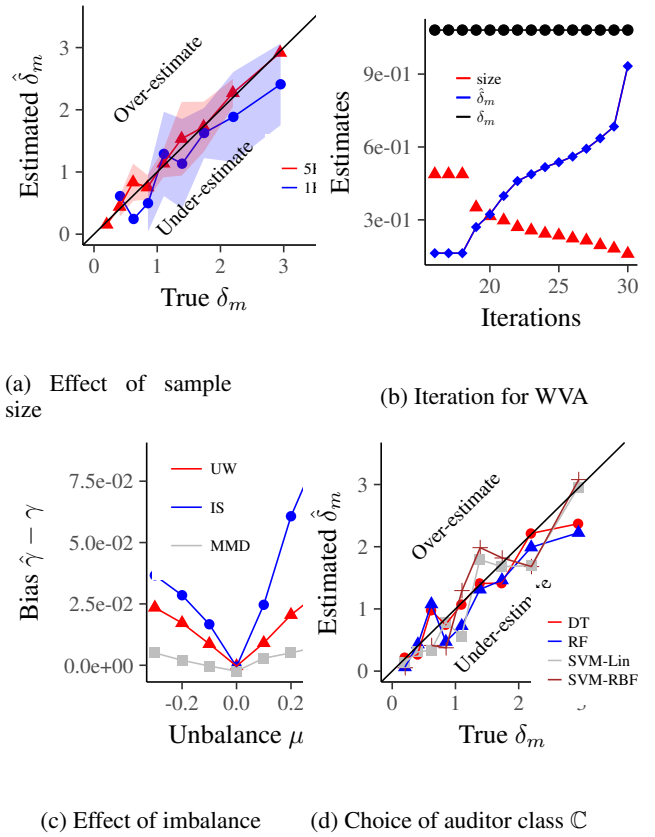 3
2
1
0
Estimated δ̂m
Over-estimate
Under-estimate
0 1 2 3
True δm
(a) Effect of sample
size
9e-01
6e-01
3e-01
Estimates
size
δ̂m
δm
20 25 30
Iterations
(b) Iteration for WVA
7.5e-02
5.0e-02
2.5e-02
0.0e+00
Bias γ̂ − γ
UW
IS
MMD
-0.2 0.0 0.2
Unbalance μ
(c) Effect of imbalance
3
2
1
0
Estimated δ̂m
Over-estimate
Under-estimate
DT
RF
SVM-Lin
SVM-RBF
0 1 2
True δm
(d) Choice of auditor class ℂ